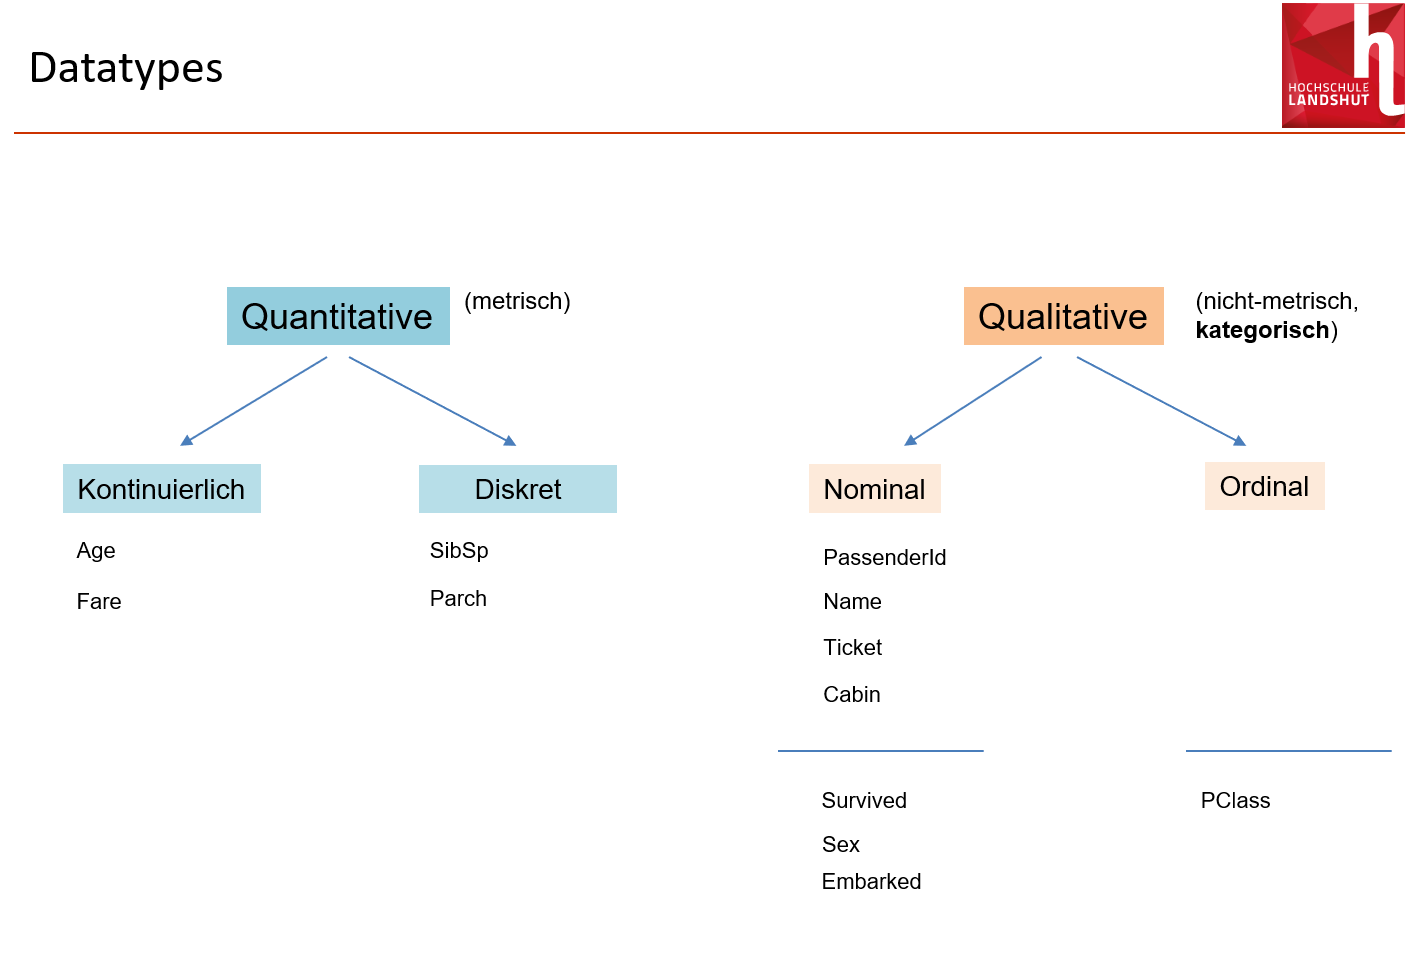 Datatypes
HOCHSCHULE
LANDSHUT
Quantitative
(metrisch)
Qualitative
(nicht-metrisch,
kategorisch)
Kontinuierlich
Age
Fare
Diskret
SibSp
Parch
Nominal
PassenderId
Name
Ticket
Cabin
Survived
Sex
Embarked
Ordinal
PClass